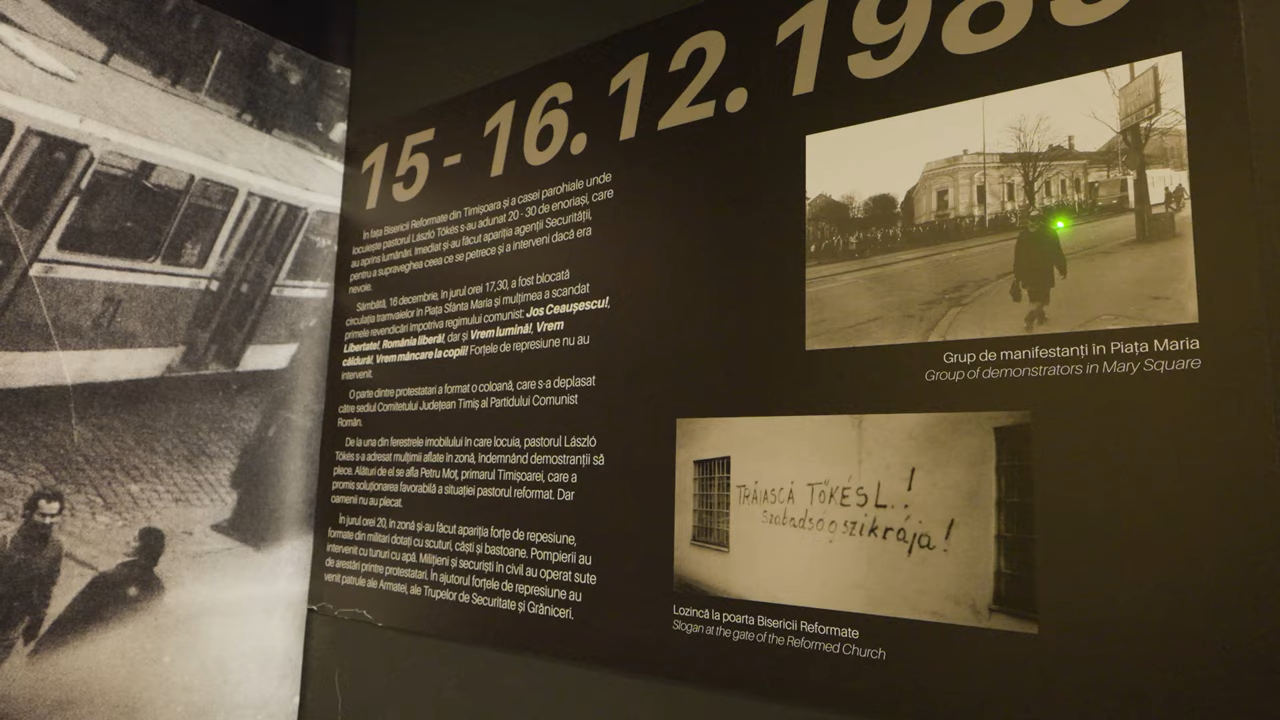 15 - 16. 12. 1989
În fața Bisericii Reformate din Timișoara și a casei parohiale unde
locuiește pastorul László Tőkés s-au adunat 20 - 30 de enoriași, care
au aprins lumânări. Imediat și-au făcut apariția agenții Securității,
pentru a supraveghea ceea ce se petrece și a interveni dacă era
nevoie.
Sâmbătă, 16 decembrie, în jurul orei 17,30, a fost blocată
circulația tramvaielor în Piața Sfânta Maria și mulțimea a scandat
primele revendicări împotriva regimului comunist: Jos Ceaușescu!,
Libertate!, România liberă!, dar și Vrem lumină!, Vrem
căldură!, Vrem mâncare la copii! Forțele de represiune nu au
intervenit.
O parte dintre protestatari a format o coloană, care s-a deplasat
către sediul Comitetului Județean Timiș al Partidului Comunist
Român.
De la una din ferestrele imobilului în care locuia, pastorul László
Tőkés s-a adresat mulțimii aflate în zonă, îndemnând demostranții să
plece. Alături de el se afla Petru Moț, primarul Timișoarei, care a
promis soluționarea favorabilă a situației pastorul reformat. Dar
oamenii nu au plecat.
În jurul orei 20, în zonă și-au făcut apariția forțe de repesiune,
formate din militari dotați cu scuturi, căști și bastoane. Pompierii au
intervenit cu tunuri cu apă. Milițieni și securiști în civil au operat sute
de arestări printre protestatari. În ajutorul forțelor de represiune au
venit patrule ale Armatei, ale Trupelor de Securitate și Grăniceri.
Grup de manifestanți în Piața Maria
Group of demonstrators in Mary Square
TRĂIASCĂ TŐKÉS L.!
Szabadság szikrája!
Lozincă la poarta Bisericii Reformate
Slogan at the gate of the Reformed Church